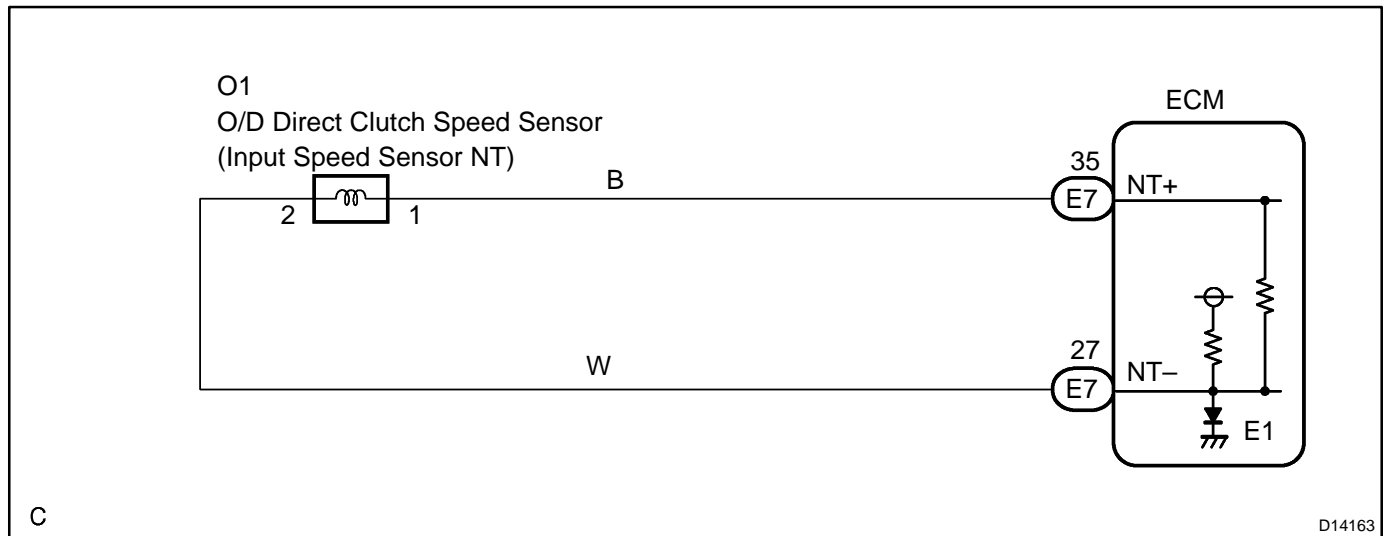 O1
O/D Direct Clutch Speed Sensor
(Input Speed Sensor NT)
ECM
2
1
B
35
E7
NT+
W
27
E7
NT–
E1
C
D14163